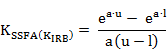 K_SSFA(K_IRB) = (e^(a·u) − e^(a·l)) / (a(u − l))